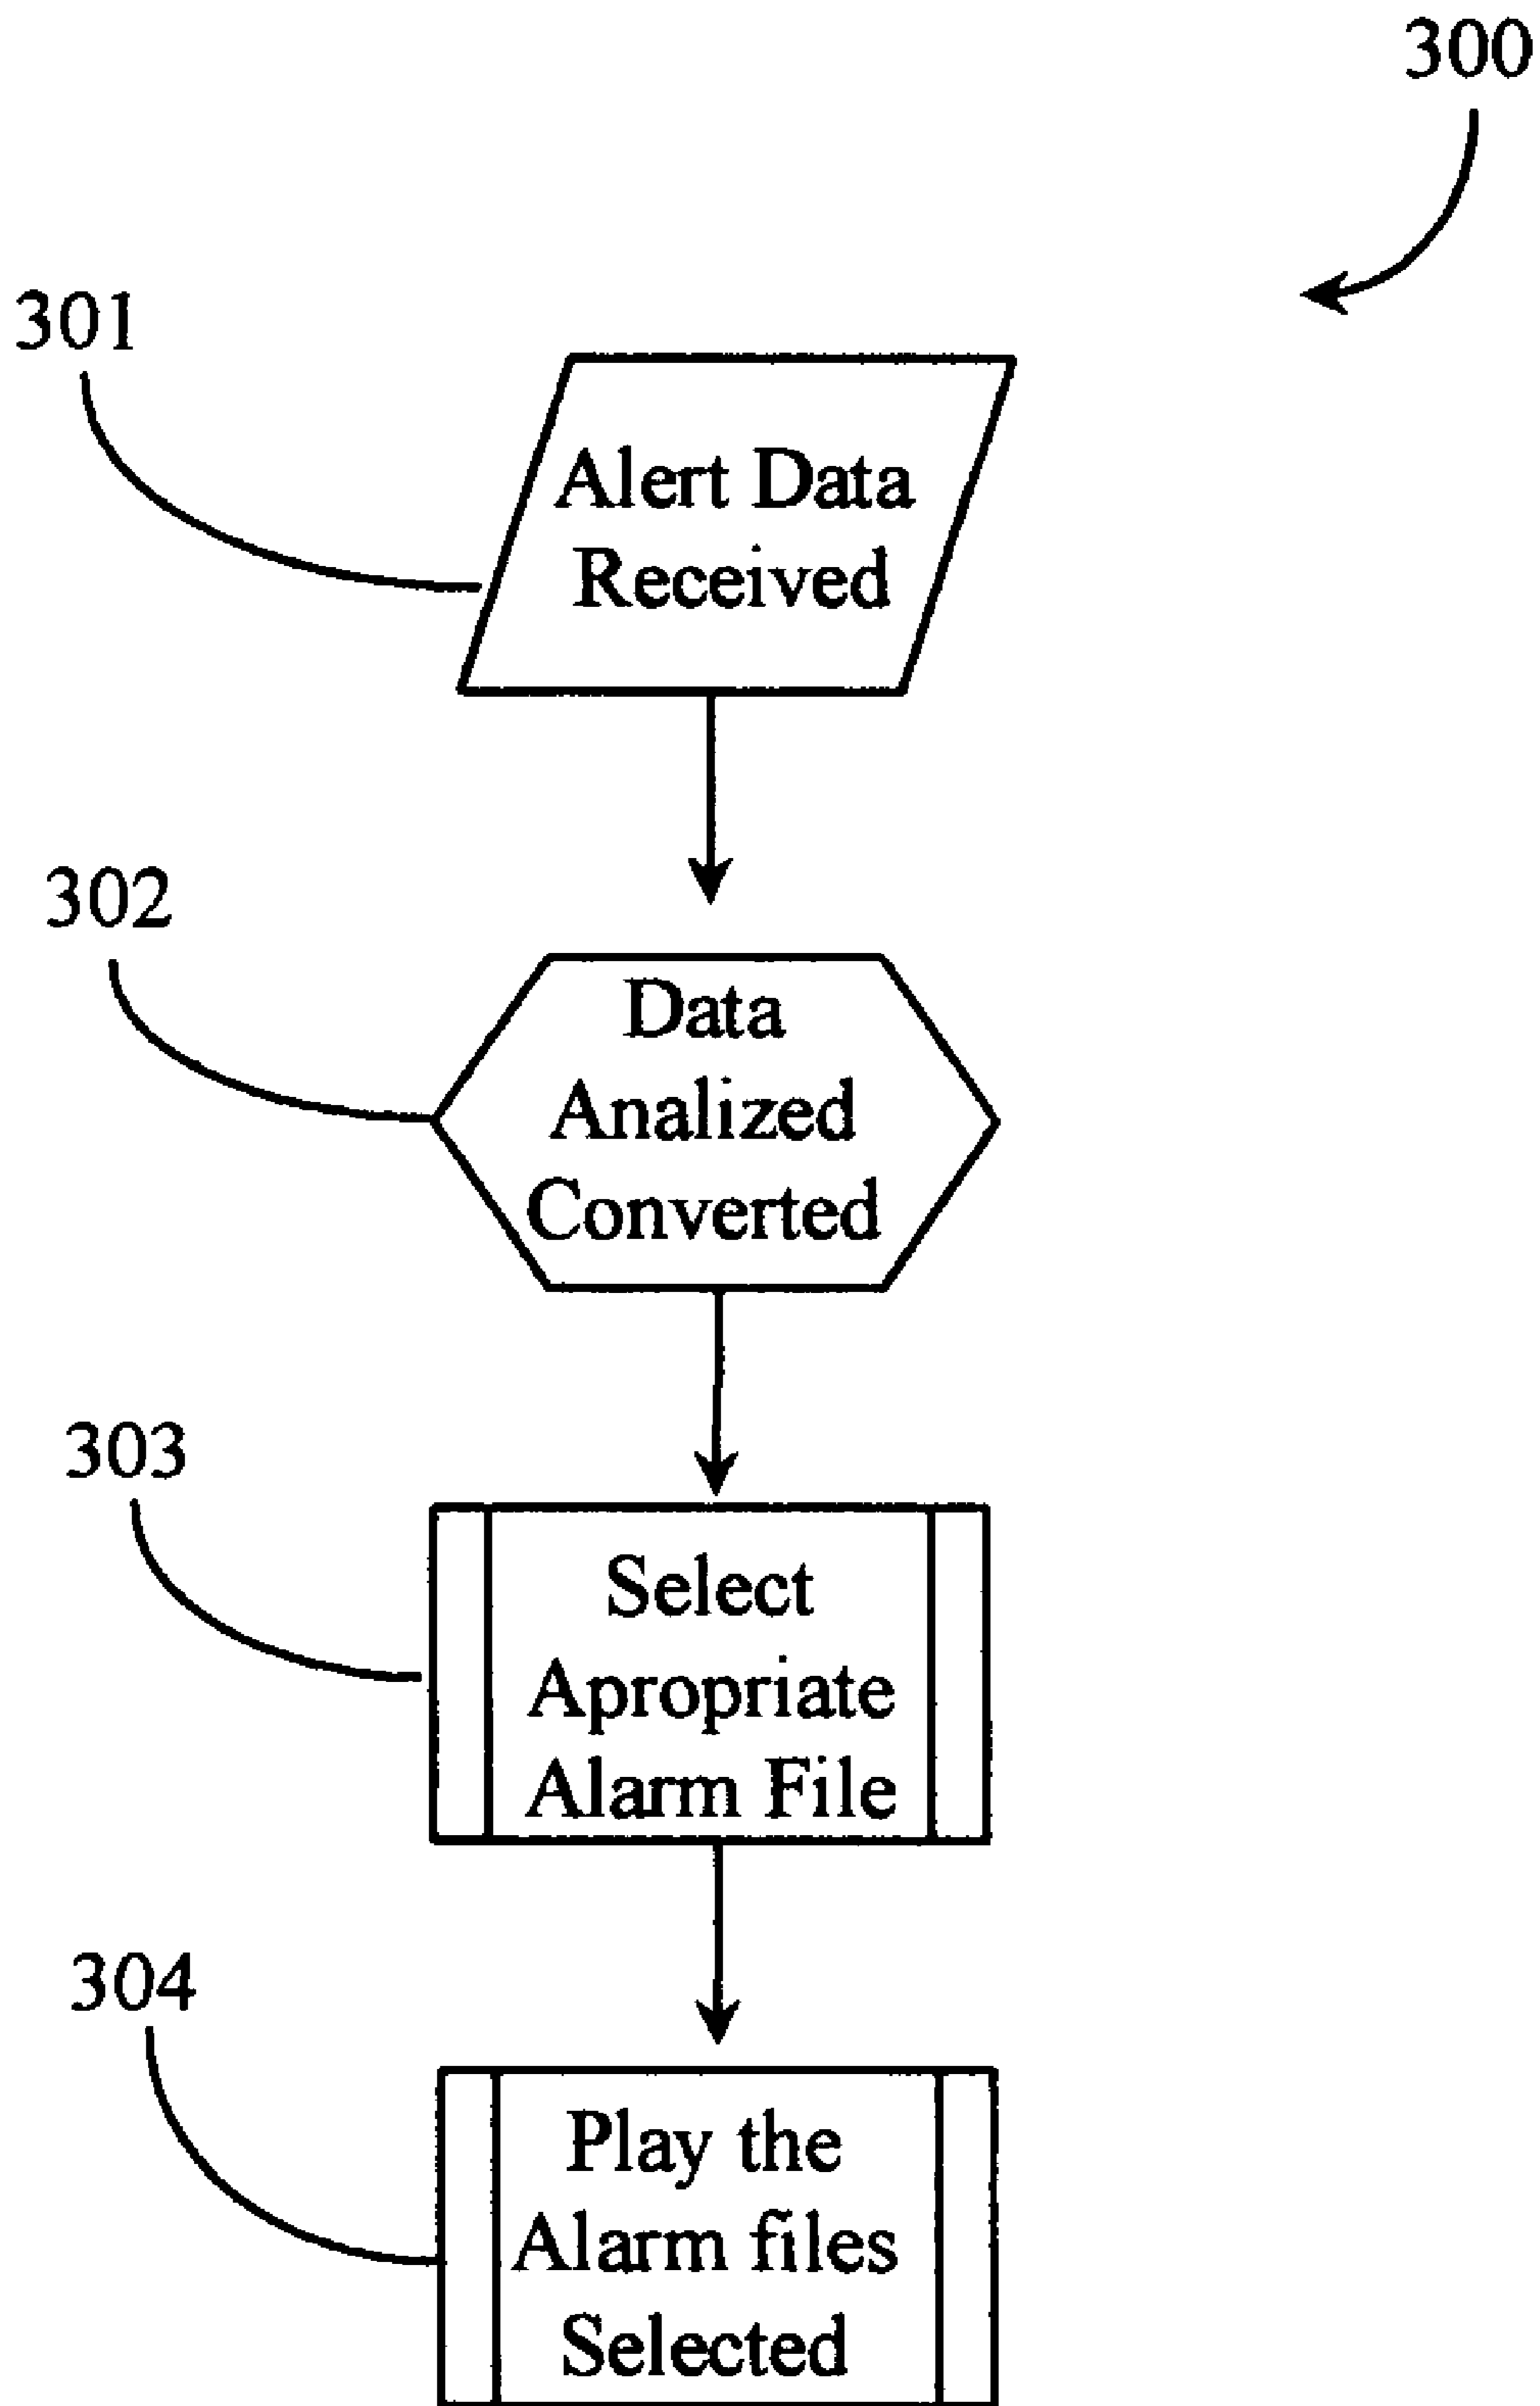 300
301
Alert Data
Received
302
Data
Analized
Converted
303
Select
Apropriate
Alarm File
304
Play the
Alarm files
Selected